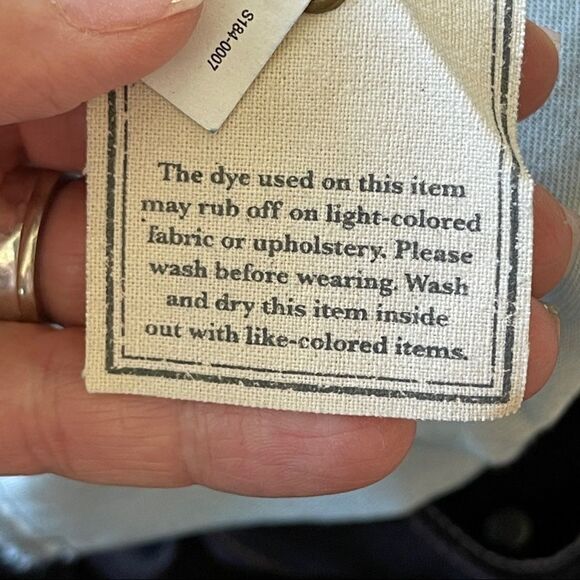 S184-0007
The dye used on this item
may rub off on light-colored
fabric or upholstery. Please
wash before wearing. Wash
and dry this item inside
out with like-colored items.